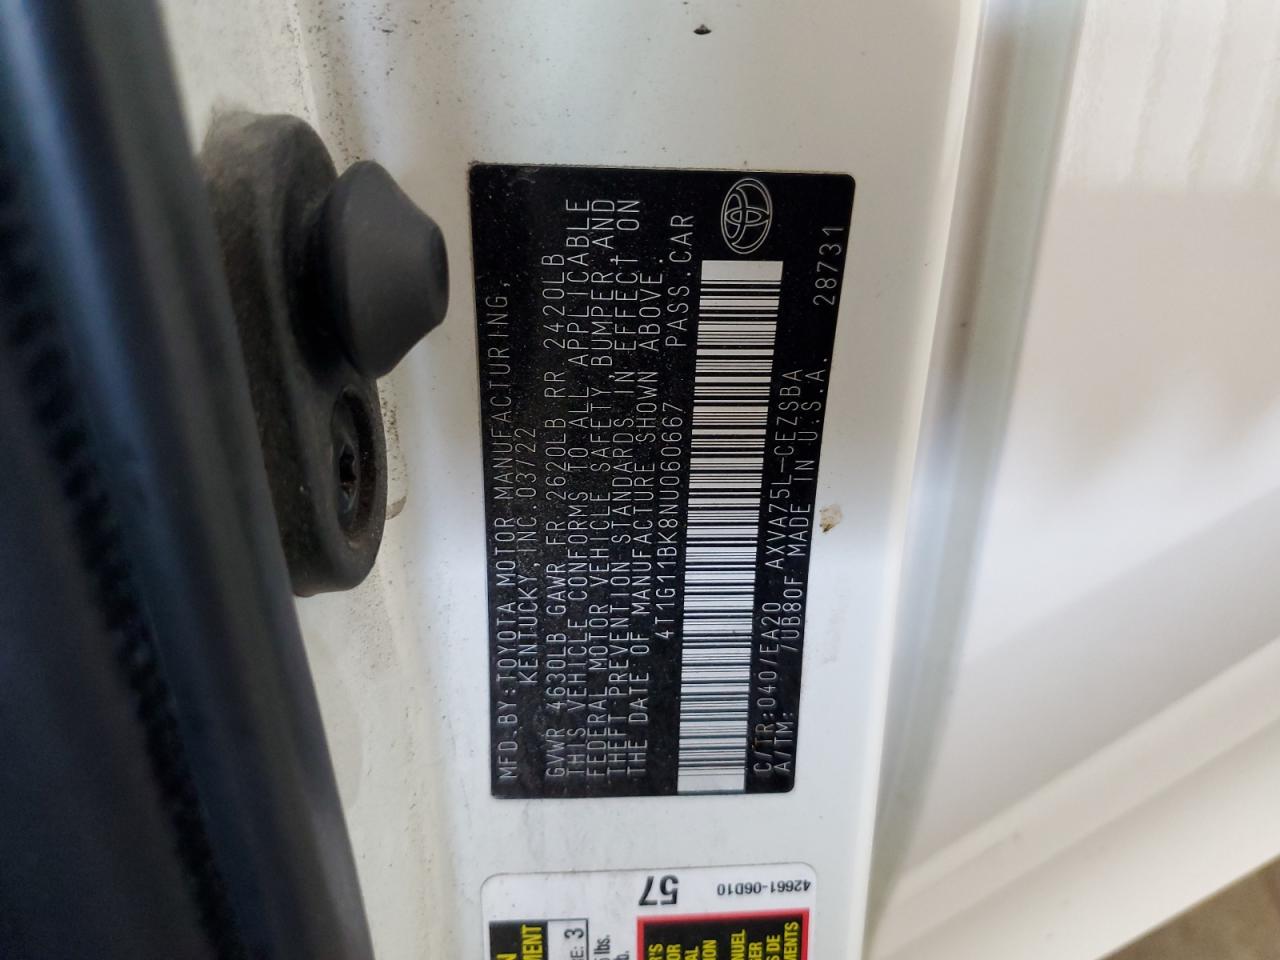 MFD.BY:TOYOTA MOTOR MANUFACTURING,
KENTUCKY,INC.03/22
GVWR 4630LB GAWR FR 2620LB RR 2420LB
THIS VEHICLE CONFORMS TO ALL APPLICABLE
FEDERAL MOTOR VEHICLE SAFETY,BUMPER,AND
THEFT PREVENTION STANDARDS IN EFFECT ON
THE DATE OF MANUFACTURE SHOWN ABOVE.
4T1G11BK8NU060667 PASS.CAR
C/TR:040/EA20 AXVA75L-CEZSBA
A/TM: /UB80F MADE IN U.S.A. 28731
57
42661-06D10